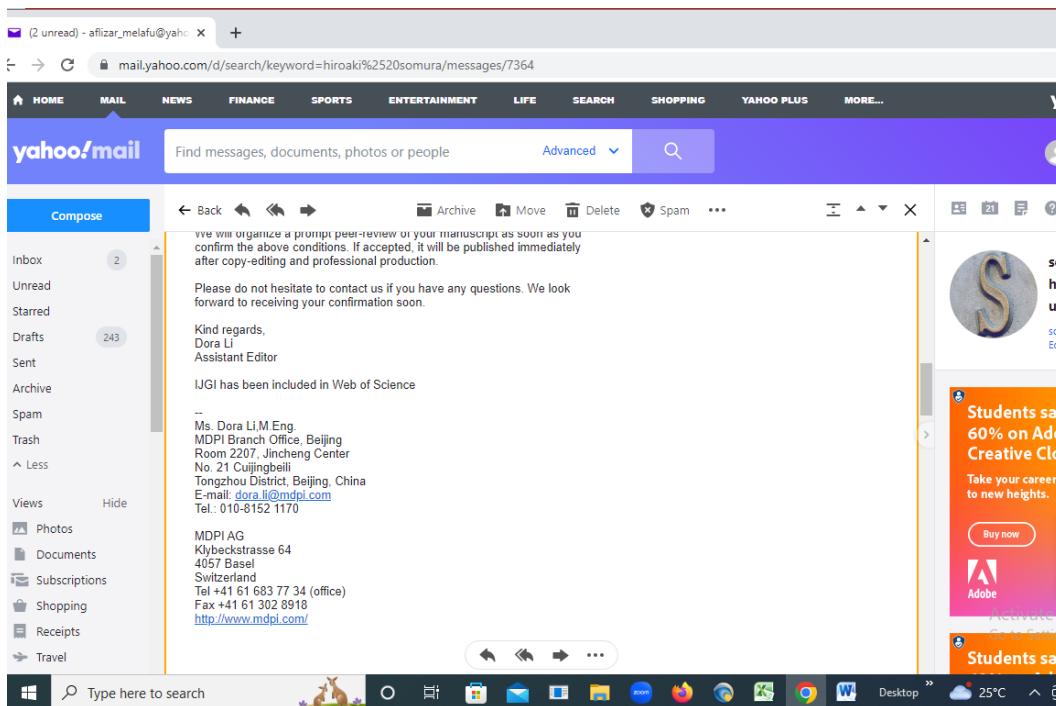 (2 unread) - aflizar_melafu@yaho
mail.yahoo.com/d/search/keyword=hiroaki%2520somura/messages/7364
HOME MAIL NEWS FINANCE SPORTS ENTERTAINMENT LIFE SEARCH SHOPPING YAHOO PLUS MORE...
yahoo!mail
Find messages, documents, photos or people
Advanced
Compose
Back
Archive
Move
Delete
Spam
21
Inbox 2
Unread
Starred
Drafts 243
Sent
Archive
Spam
Trash
Less
Views Hide
Photos
Documents
Subscriptions
Shopping
Receipts
Travel
We will organize a prompt peer-review of your manuscript as soon as you
confirm the above conditions. If accepted, it will be published immediately
after copy-editing and professional production.
Please do not hesitate to contact us if you have any questions. We look
forward to receiving your confirmation soon.
Kind regards,
Dora Li
Assistant Editor
IJGI has been included in Web of Science
--
Ms. Dora Li,M.Eng.
MDPI Branch Office, Beijing
Room 2207, Jincheng Center
No. 21 Cuijingbeili
Tongzhou District, Beijing, China
E-mail: dora.li@mdpi.com
Tel.: 010-8152 1170
MDPI AG
Klybeckstrasse 64
4057 Basel
Switzerland
Tel +41 61 683 77 34 (office)
Fax +41 61 302 8918
http://www.mdpi.com/
S
Students sa
60% on Ado
Creative Clo
Take your career
to new heights.
Buy now
Adobe
Activate
Go to Setti
Students sa
Type here to search
zoom
Desktop
25°C